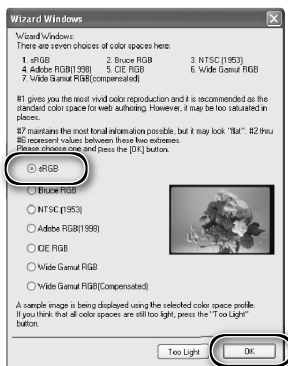 Wizard Windows
Wizard Windows:
There are seven choices of color spaces here:
1. sRGB 2. Bruce RGB 3. NTSC (1953)
4. Adobe RGB(1998) 5. CIE RGB 6. Wide Gamut RGB
7. Wide Gamut RGB(compensated)
#1 gives you the most vivid color reproduction and it is recommended as the
standard color space for web authoring. However, it may be too saturated in
places.
#7 maintains the most tonal information possible, but it may look "flat". #2 thru
#6 represent values between these two extremes.
Please choose one and press the [OK] button.
sRGB
Bruce RGB
NTSC (1953)
Adobe RGB(1998)
CIE RGB
Wide Gamut RGB
Wide Gamut RGB(Compensated)
A sample image is being displayed using the selected color space profile.
If you think that all color spaces are still too light, press the "Too Light"
button.
Too Light OK